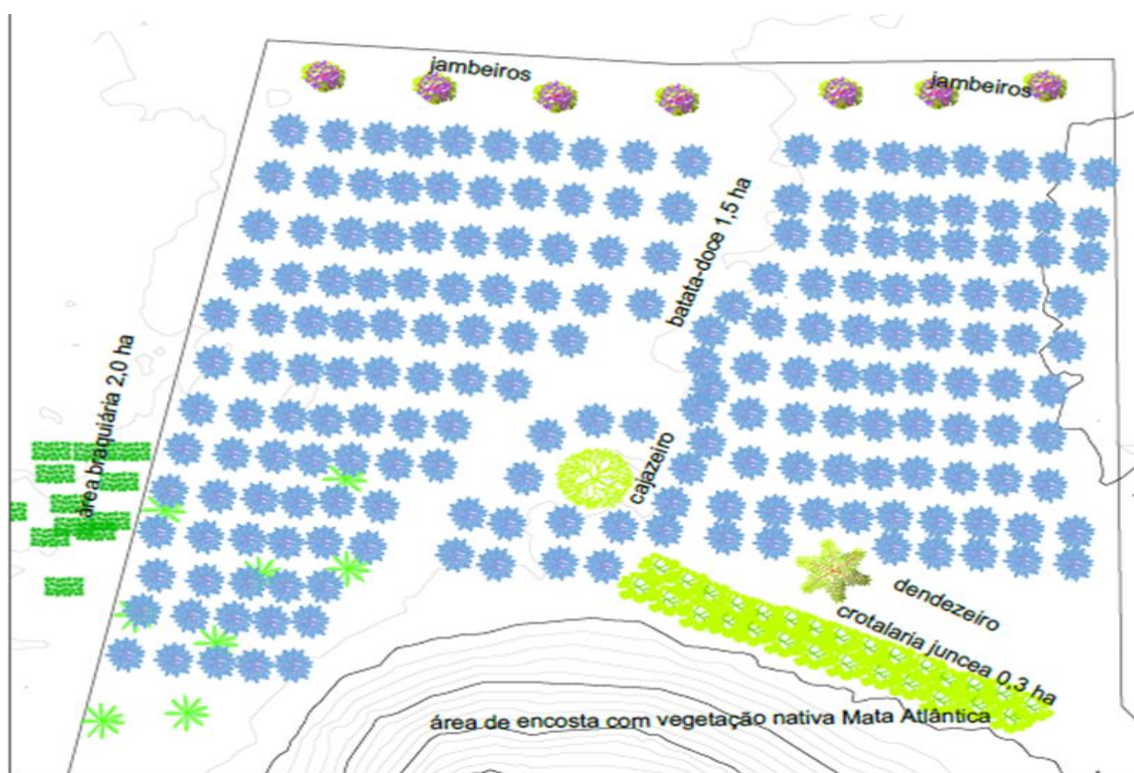 jambeiros
jambeiros
batata-doce 1,5 ha
área braquiária 2,0 ha
cajazeiro
dendezeiro
crotalaria juncea 0,3 ha
área de encosta com vegetação nativa Mata Atlântica